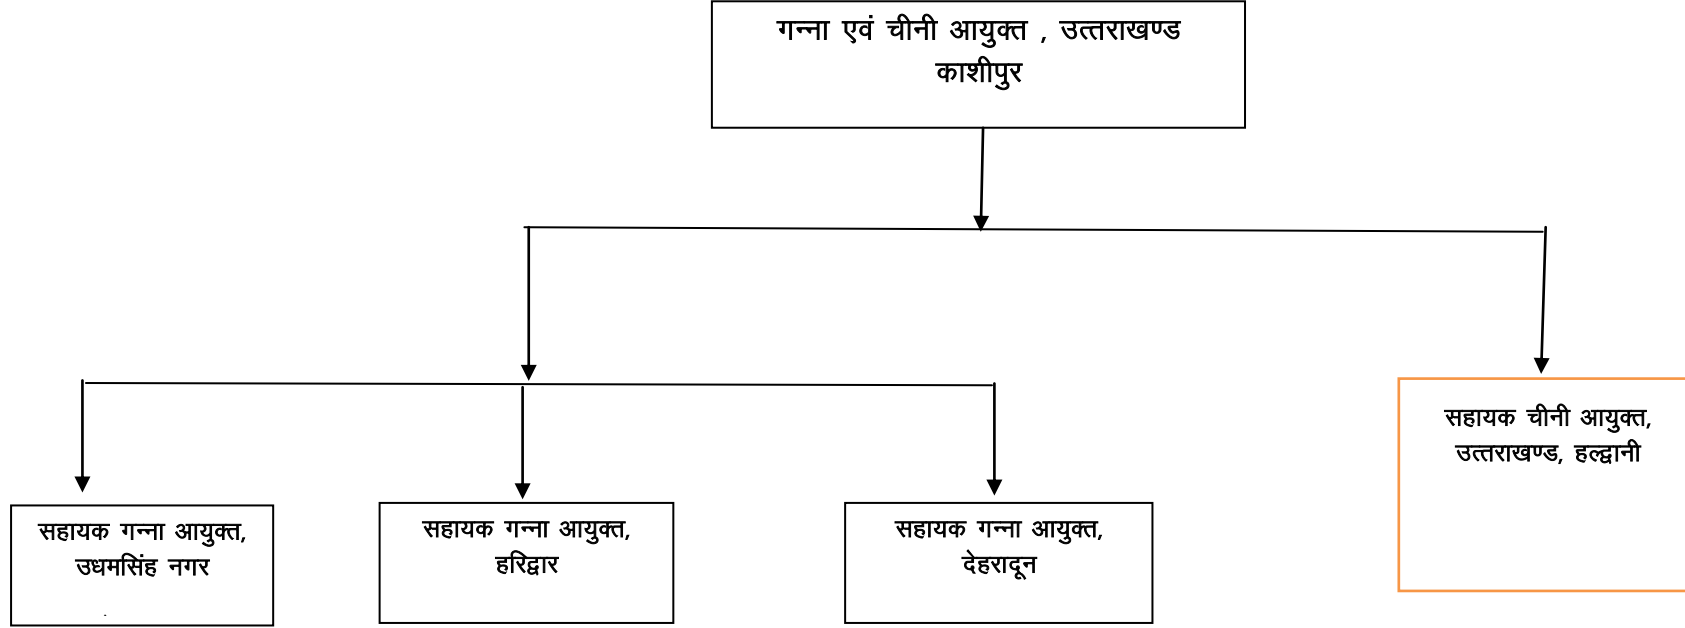 गन्ना एवं चीनी आयुक्त , उत्तराखण्ड
काशीपुर
सहायक चीनी आयुक्त,
उत्तराखण्ड, हल्द्वानी
सहायक गन्ना आयुक्त,
उधमसिंह नगर
सहायक गन्ना आयुक्त,
हरिद्वार
सहायक गन्ना आयुक्त,
देहरादून